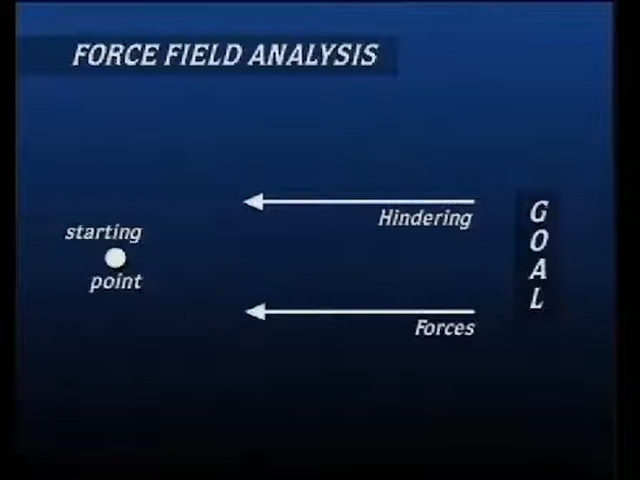 FORCE FIELD ANALYSIS
Hindering
starting
point
Forces
G
O
A
L